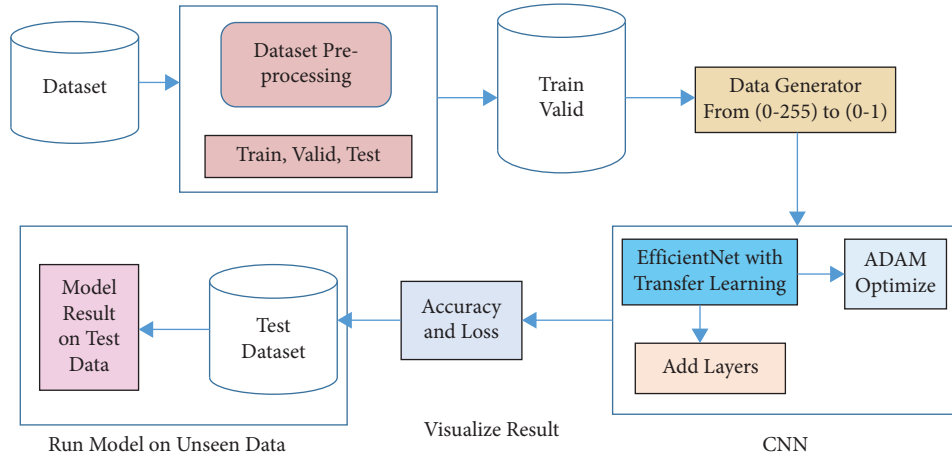 Dataset
Dataset Pre-
processing
Train, Valid, Test
Train
Valid
Data Generator
From (0-255) to (0-1)
EfficientNet with
Transfer Learning
ADAM
Optimize
Add Layers
CNN
Accuracy
and Loss
Visualize Result
Test
Dataset
Model
Result
on Test
Data
Run Model on Unseen Data